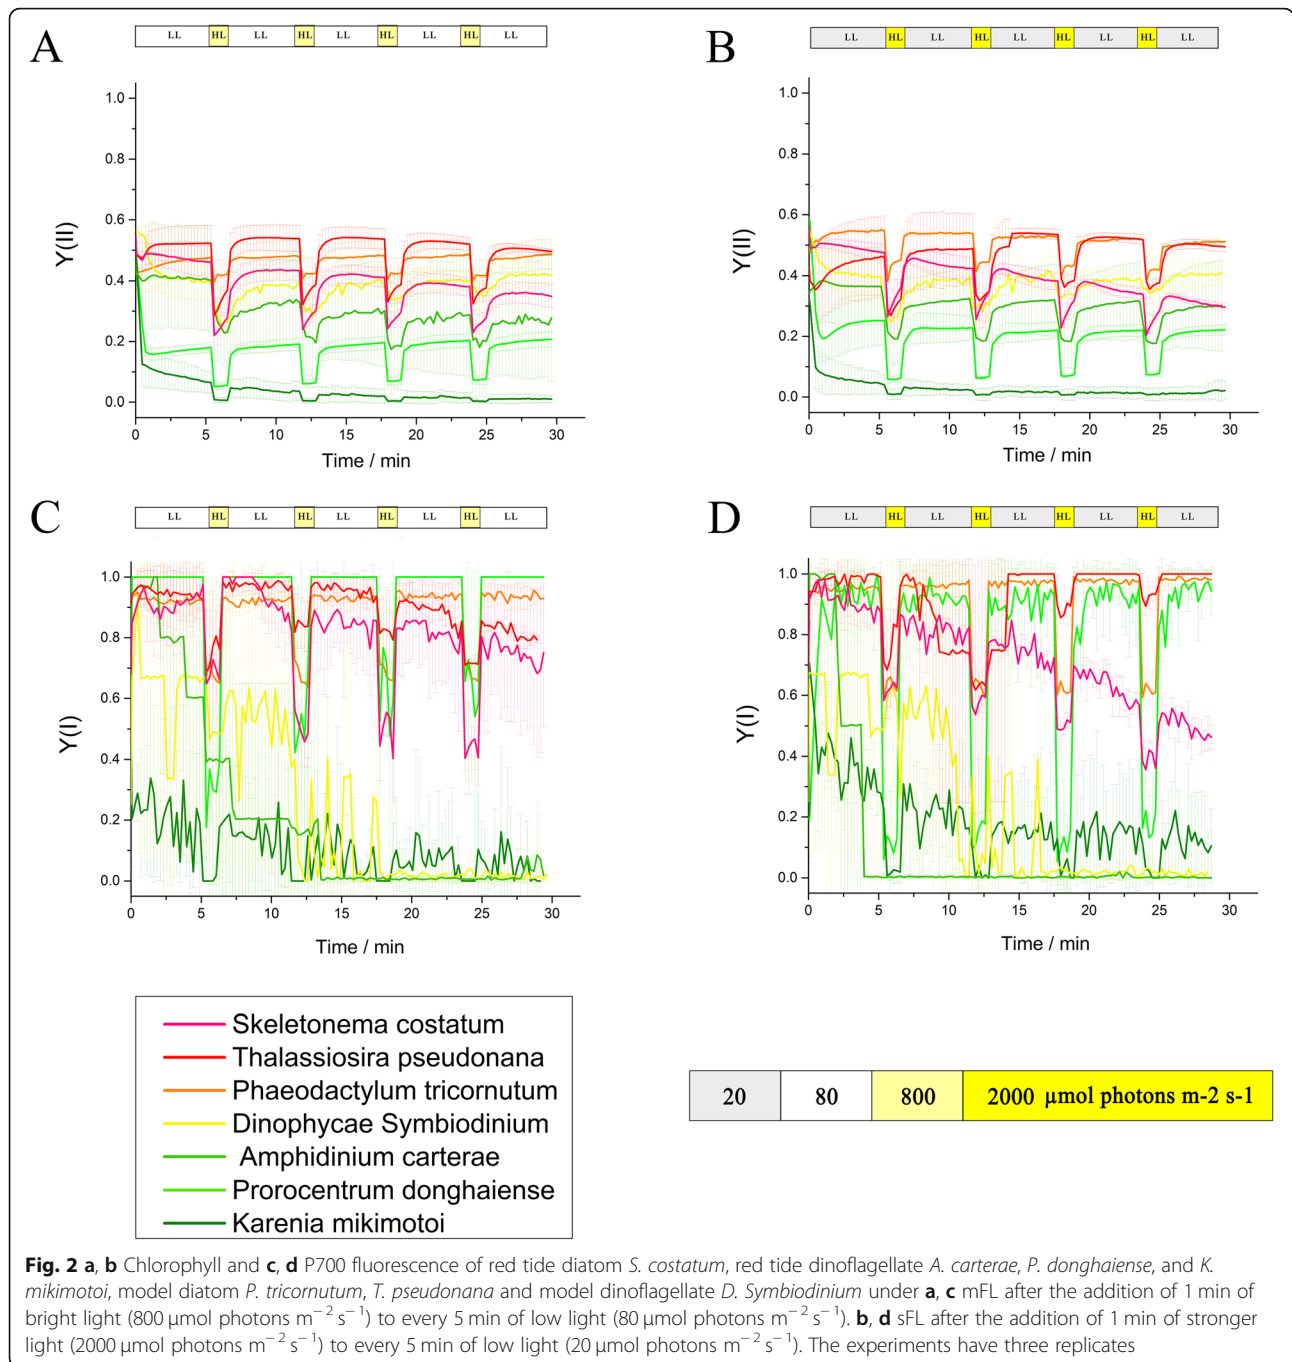 A
LL HL LL HL LL HL LL HL LL
1.0
0.8
0.6
0.4
0.2
0.0
Y(II)
0 5 10 15 20 25 30
Time / min
B
LL HL LL HL LL HL LL HL LL
1.0
0.8
0.6
0.4
0.2
0.0
Y(II)
0 5 10 15 20 25 30
Time / min
C
LL HL LL HL LL HL LL HL LL
1.0
0.8
0.6
0.4
0.2
0.0
Y(I)
0 5 10 15 20 25 30
Time / min
D
LL HL LL HL LL HL LL HL LL
1.0
0.8
0.6
0.4
0.2
0.0
Y(I)
0 5 10 15 20 25 30
Time / min
Skeletonema costatum
Thalassiosira pseudonana
Phaeodactylum tricornutum
Dinophycae Symbiodinium
Amphidinium carterae
Prorocentrum donghaiense
Karenia mikimotoi
20 80 800 2000 μmol photons m-2 s-1
Fig. 2 a, b Chlorophyll and c, d P700 fluorescence of red tide diatom S. costatum, red tide dinoflagellate A. carterae, P. donghaiense, and K.
mikimotoi, model diatom P. tricornutum, T. pseudonana and model dinoflagellate D. Symbiodinium under a, c mFL after the addition of 1 min of
bright light (800 μmol photons m⁻² s⁻¹) to every 5 min of low light (80 μmol photons m⁻² s⁻¹). b, d sFL after the addition of 1 min of stronger
light (2000 μmol photons m⁻² s⁻¹) to every 5 min of low light (20 μmol photons m⁻² s⁻¹). The experiments have three replicates